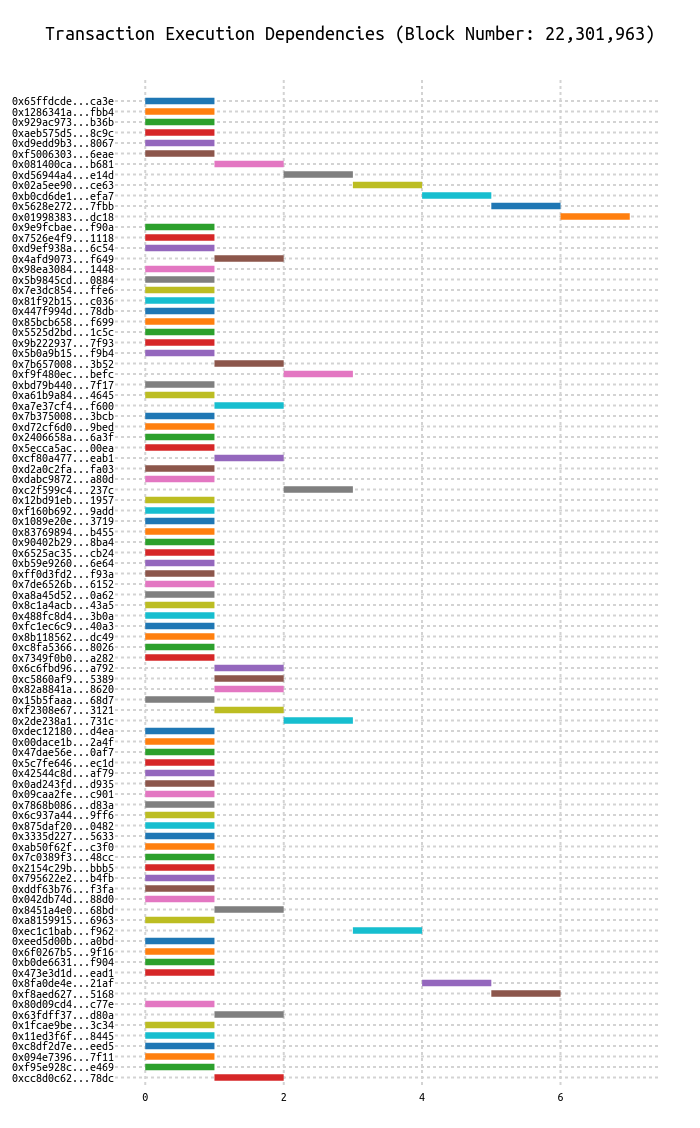 Transaction Execution Dependencies (Block Number: 22,301,963)
0x65ffdcde...ca3e
0x1286341a...fbb4
0x929ac973...b36b
0xaeb575d5...8c9c
0xd9edd9b3...8067
0xf5006303...6eae
0x081400ca...b681
0xd56944a4...e14d
0x02a5ee90...ce63
0xb0cd6de1...efa7
0x5628e272...7fbb
0x01998383...dc18
0x9e9fcbae...f90a
0x7526e4f9...1118
0xd9ef938a...6c54
0x4afd9073...f649
0x98ea3084...1448
0x5b9845cd...0884
0x7e3dc854...ffe6
0x81f92b15...c036
0x447f994d...78db
0x85bcb658...f699
0x5525d2bd...1c5c
0x9b222937...7f93
0x5b0a9b15...f9b4
0x7b657008...3b52
0xf9f480ec...befc
0xbd79b440...7f17
0xa61b9a84...4645
0xa7e37cf4...f600
0x7b375008...3bcb
0xd72cf6d0...9bed
0x2406658a...6a3f
0x5ecca5ac...00ea
0xcf80a477...eab1
0xd2a0c2fa...fa03
0xdabc9872...a80d
0xc2f599c4...237c
0x12bd91eb...1957
0xf160b692...9add
0x1089e20e...3719
0x83769894...b455
0x90402b29...8ba4
0x6525ac35...cb24
0xb59e9260...6e64
0xff0d3fd2...f93a
0x7de6526b...6152
0xa8a45d52...0a62
0x8c1a4acb...43a5
0x488fc8d4...3b0a
0xfc1ec6c9...40a3
0x8b118562...dc49
0xc8fa5366...8026
0x7349f0b0...a282
0x6c6fbd96...a792
0xc5860af9...5389
0x82a8841a...8620
0x15b5faaa...68d7
0xf2308e67...3121
0x2de238a1...731c
0xdec12180...d4ea
0x00dace1b...2a4f
0x47dae56e...0af7
0x5c7fe646...ec1d
0x42544c8d...af79
0x0ad243fd...d935
0x09caa2fe...c901
0x7868b086...d83a
0x6c937a44...9ff6
0x875daf20...0482
0x3335d227...5633
0xab50f62f...c3f0
0x7c0389f3...48cc
0x2154c29b...bbb5
0x795622e2...b4fb
0xddf63b76...f3fa
0x042db74d...88d0
0x8451a4e0...68bd
0xa8159915...6963
0xec1c1bab...f962
0xeed5d00b...a0bd
0x6f0267b5...9f16
0xb0de6631...f904
0x473e3d1d...ead1
0x8fa0de4e...21af
0xf8aed627...5168
0x80d09cd4...c77e
0x63fdff37...d80a
0x1fcae9be...3c34
0x11ed3f6f...8445
0xc8df2d7e...eed5
0x094e7396...7f11
0xf95e928c...e469
0xcc8d0c62...78dc
0 2 4 6